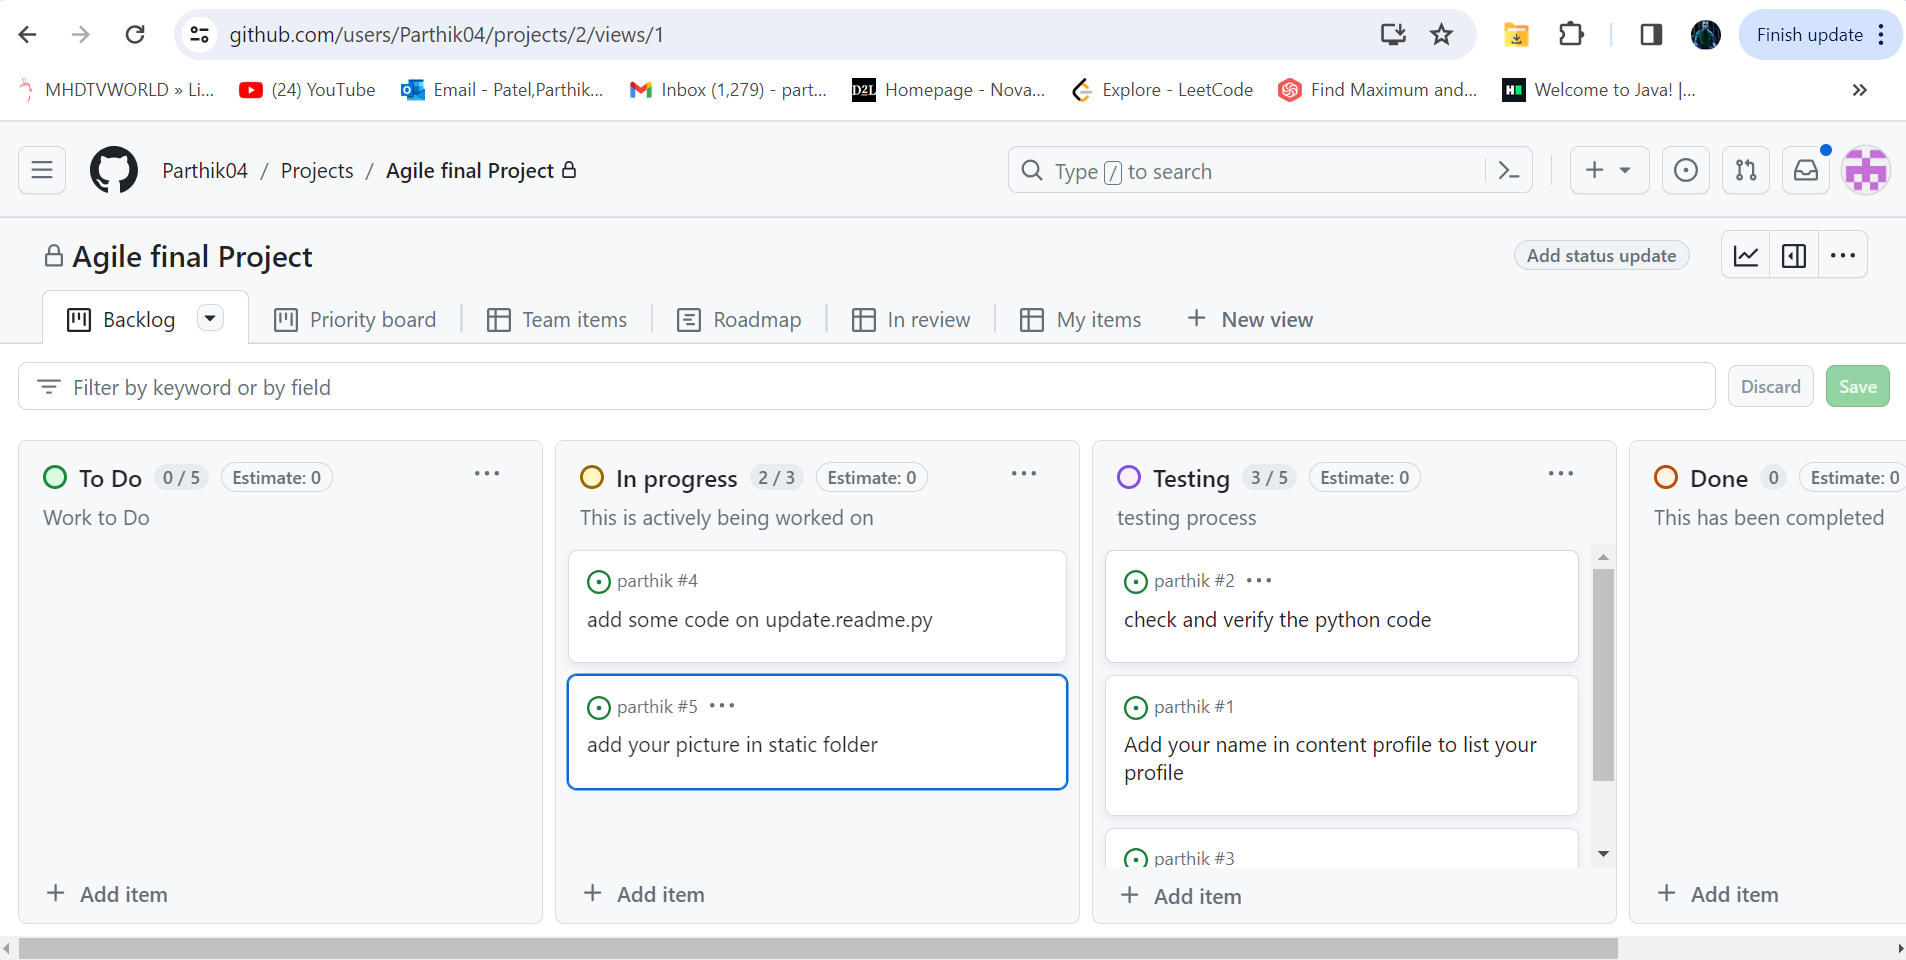 github.com/users/Parthik04/projects/2/views/1
Finish update
MHDTVWORLD » Li...
(24) YouTube
Email - Patel,Parthik...
Inbox (1,279) - part...
D2L
Homepage - Nova...
Explore - LeetCode
Find Maximum and...
Welcome to Java! |...
Parthik04 / Projects / Agile final Project
Type / to search
Agile final Project
Add status update
Backlog
Priority board
Team items
Roadmap
In review
My items
New view
Filter by keyword or by field
Discard
Save
To Do 0 / 5 Estimate: 0
Work to Do
Add item
In progress 2 / 3 Estimate: 0
This is actively being worked on
parthik #4
add some code on update.readme.py
parthik #5
add your picture in static folder
Add item
Testing 3 / 5 Estimate: 0
testing process
parthik #2
check and verify the python code
parthik #1
Add your name in content profile to list your
profile
parthik #3
Add item
Done 0 Estimate: 0
This has been completed
Add item